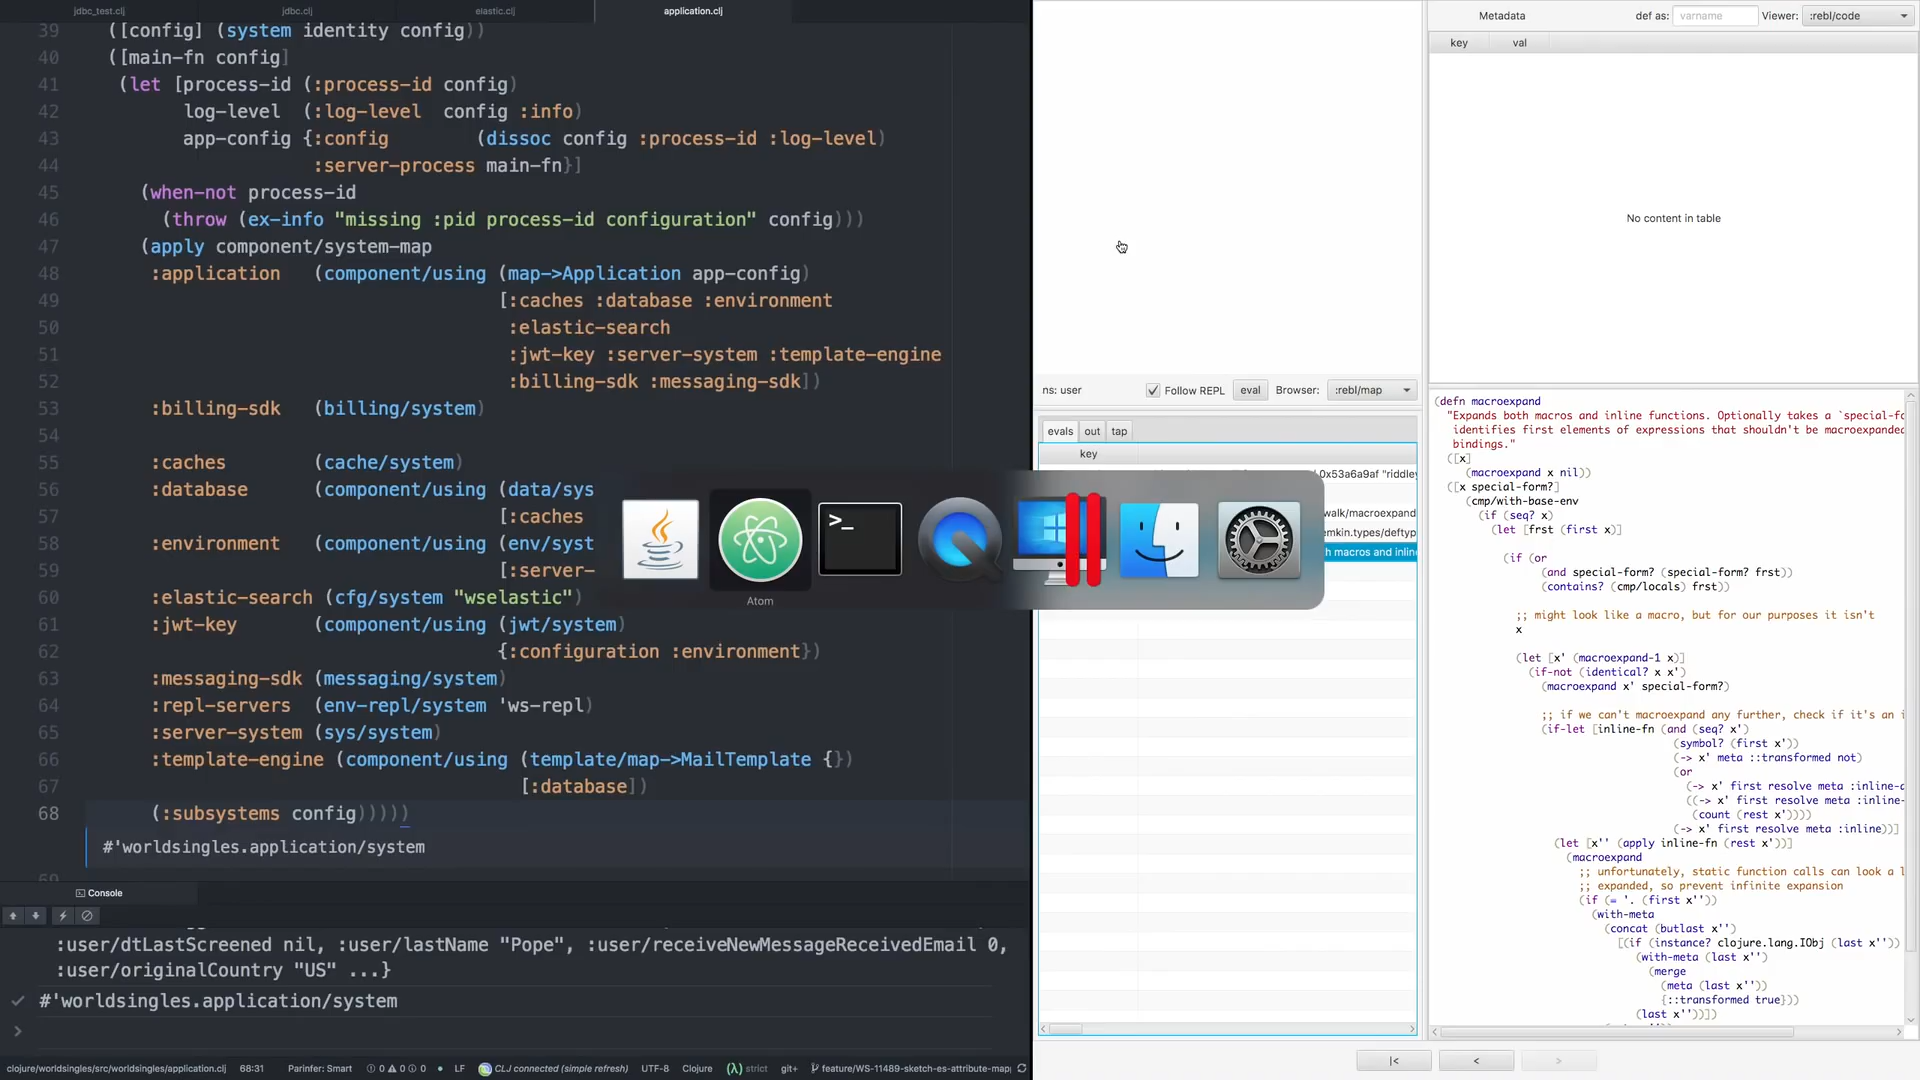 jdbc_test.clj jdbc.clj elastic.clj application.clj
39 ([config] (system identity config))
40 ([main-fn config]
41 (let [process-id (:process-id config)
42 log-level (:log-level config :info)
43 app-config {:config (dissoc config :process-id :log-level)
44 :server-process main-fn}]
45 (when-not process-id
46 (throw (ex-info "missing :pid process-id configuration" config)))
47 (apply component/system-map
48 :application (component/using (map->Application app-config)
49 [:caches :database :environment
50 :elastic-search
51 :jwt-key :server-system :template-engine
52 :billing-sdk :messaging-sdk])
53 :billing-sdk (billing/system)
54
55 :caches (cache/system)
56 :database (component/using (data/sys
57 [:caches
58 :environment (component/using (env/syst
59 [:server-
60 :elastic-search (cfg/system "wselastic")
61 :jwt-key (component/using (jwt/system)
62 {:configuration :environment})
63 :messaging-sdk (messaging/system)
64 :repl-servers (env-repl/system 'ws-repl)
65 :server-system (sys/system)
66 :template-engine (component/using (template/map->MailTemplate {})
67 [:database])
68 (:subsystems config)))))
#'worldsingles.application/system
69
Console
:user/dtLastScreened nil, :user/lastName "Pope", :user/receiveNewMessageReceivedEmail 0,
:user/originalCountry "US" ...}
#'worldsingles.application/system
>
clojure/worldsingles/src/worldsingles/application.clj 68:31 Parinfer: Smart 0 0 0 LF CLJ connected (simple refresh) UTF-8 Clojure (λ) strict git+ feature/WS-11489-sketch-es-attribute-map
ns: user Follow REPL eval Browser: :rebl/map
evals out tap
key
0x53a6a9af "riddley
walk/macroexpand
emkin.types/deftyp
h macros and inline
>_
Atom
Metadata def as: varname Viewer: :rebl/code
key val
No content in table
(defn macroexpand
"Expands both macros and inline functions. Optionally takes a `special-fo
identifies first elements of expressions that shouldn't be macroexpanded
bindings."
([x]
(macroexpand x nil))
([x special-form?]
(cmp/with-base-env
(if (seq? x)
(let [frst (first x)]
(if (or
(and special-form? (special-form? frst))
(contains? (cmp/locals) frst))
;; might look like a macro, but for our purposes it isn't
x
(let [x' (macroexpand-1 x)]
(if-not (identical? x x')
(macroexpand x' special-form?)
;; if we can't macroexpand any further, check if it's an i
(if-let [inline-fn (and (seq? x')
(symbol? (first x'))
(-> x' meta ::transformed not)
(or
(-> x' first resolve meta :inline-a
((-> x' first resolve meta :inline-
(count (rest x'))))
(-> x' first resolve meta :inline))]
(let [x'' (apply inline-fn (rest x'))]
(macroexpand
;; unfortunately, static function calls can look a l
;; expanded, so prevent infinite expansion
(if (= '. (first x''))
(with-meta
(concat (butlast x'')
[(if (instance? clojure.lang.IObj (last x''))
(with-meta (last x'')
(merge
(meta (last x''))
{::transformed true}))
(last x''))])
|< < >